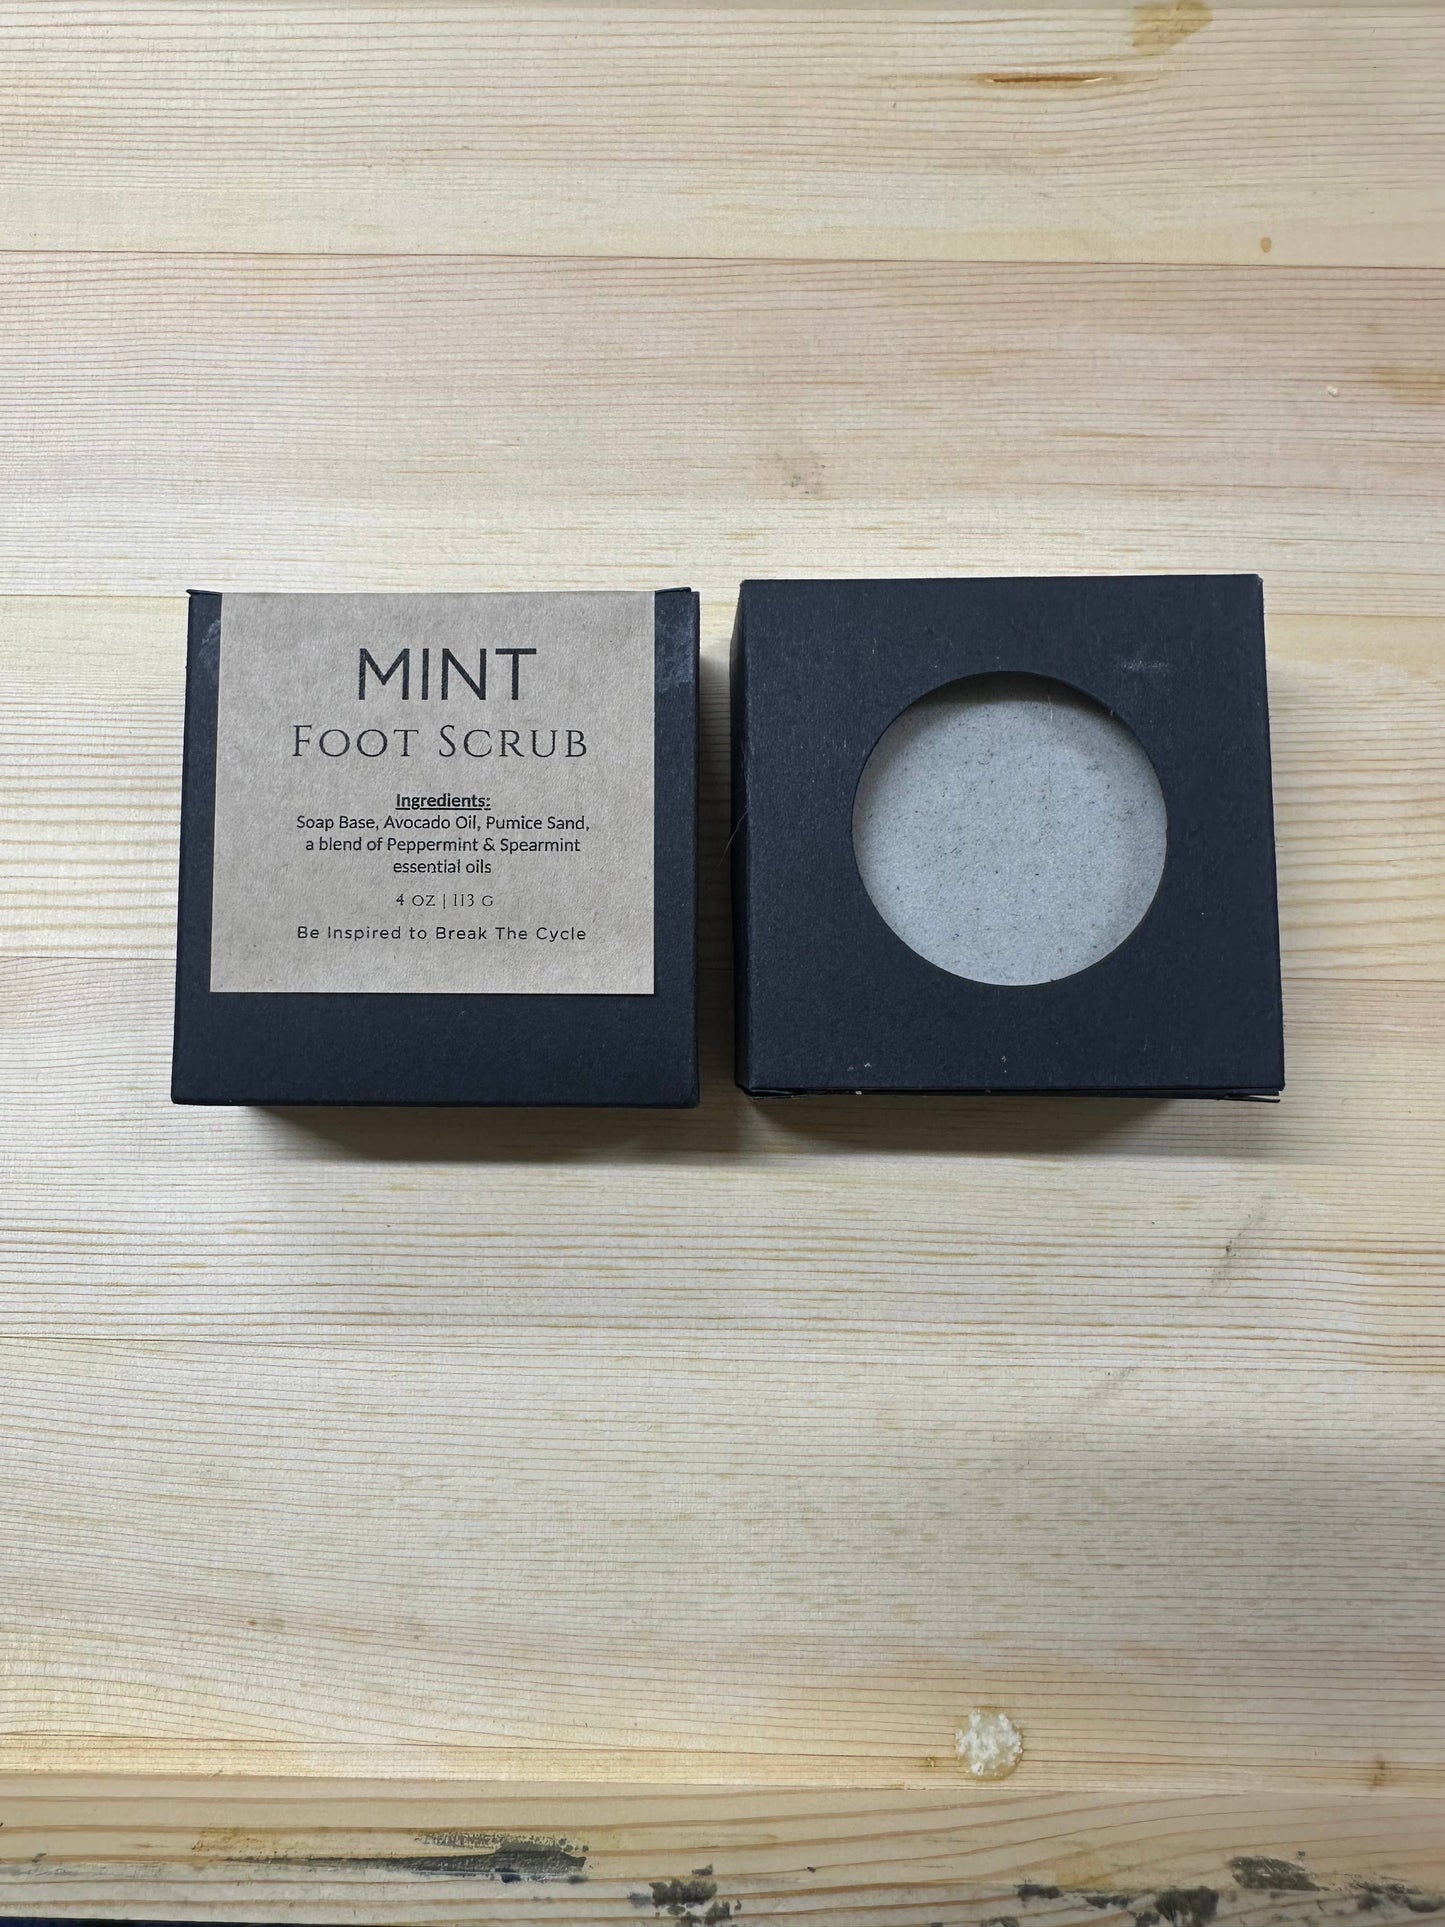 MINT
Foot Scrub
Ingredients:
Soap Base, Avocado Oil, Pumice Sand,
a blend of Peppermint & Spearmint
essential oils
4 oz | 113 g
Be Inspired to Break The Cycle